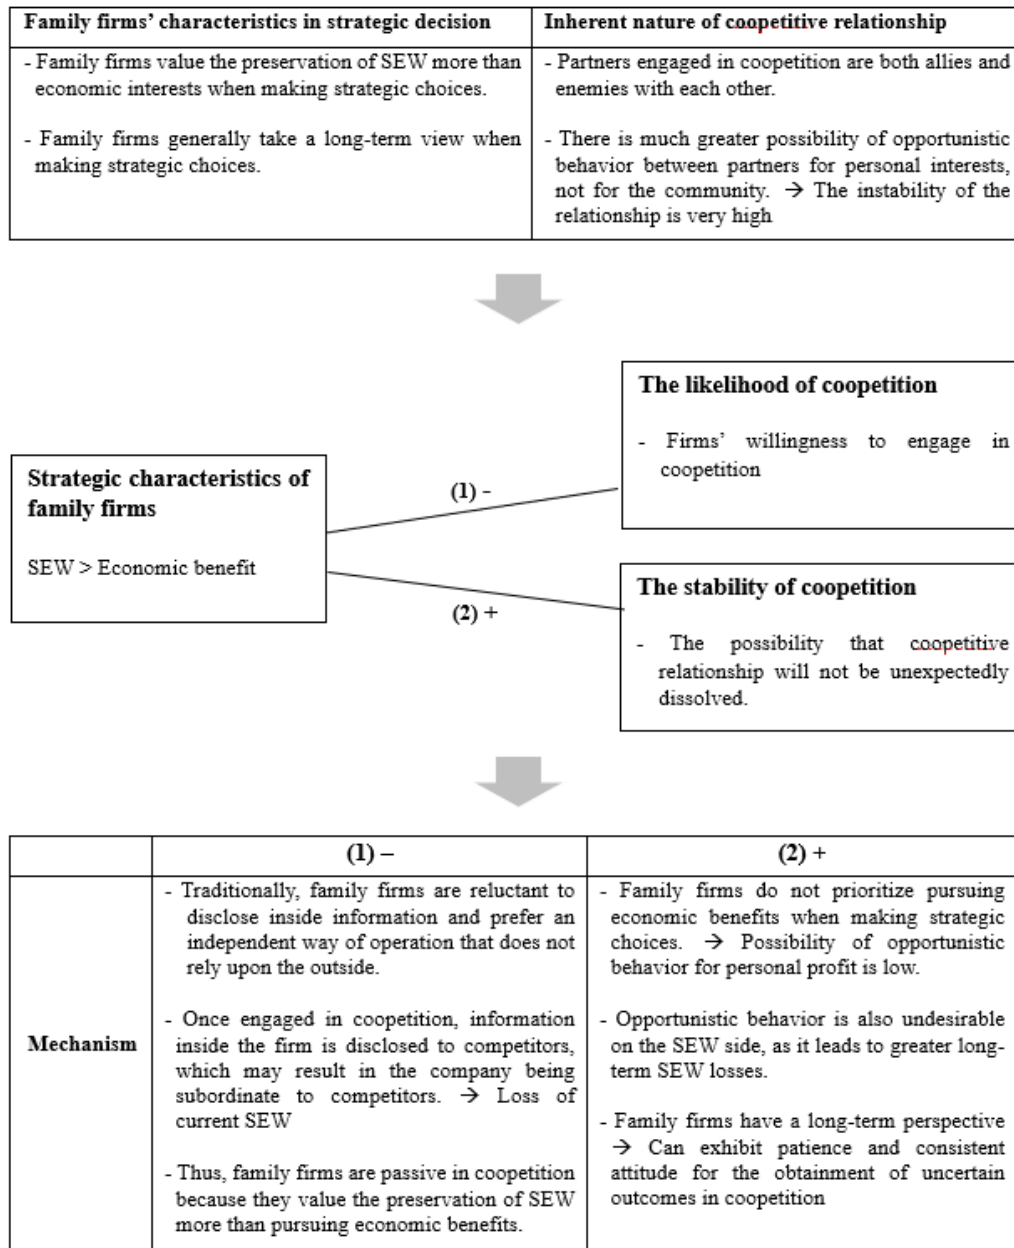 Family firms’ characteristics in strategic decision
Inherent nature of coopetitive relationship
- Family firms value the preservation of SEW more than
economic interests when making strategic choices.
- Family firms generally take a long-term view when
making strategic choices.
- Partners engaged in coopetition are both allies and
enemies with each other.
- There is much greater possibility of opportunistic
behavior between partners for personal interests,
not for the community. → The instability of the
relationship is very high
The likelihood of coopetition
- Firms’ willingness to engage in
coopetition
Strategic characteristics of
family firms
SEW > Economic benefit
(1) -
(2) +
The stability of coopetition
- The possibility that coopetitive
relationship will not be unexpectedly
dissolved.
(1) –
(2) +
Mechanism
- Traditionally, family firms are reluctant to
disclose inside information and prefer an
independent way of operation that does not
rely upon the outside.
- Once engaged in coopetition, information
inside the firm is disclosed to competitors,
which may result in the company being
subordinate to competitors. → Loss of
current SEW
- Thus, family firms are passive in coopetition
because they value the preservation of SEW
more than pursuing economic benefits.
- Family firms do not prioritize pursuing
economic benefits when making strategic
choices. → Possibility of opportunistic
behavior for personal profit is low.
- Opportunistic behavior is also undesirable
on the SEW side, as it leads to greater long-
term SEW losses.
- Family firms have a long-term perspective
→ Can exhibit patience and consistent
attitude for the obtainment of uncertain
outcomes in coopetition